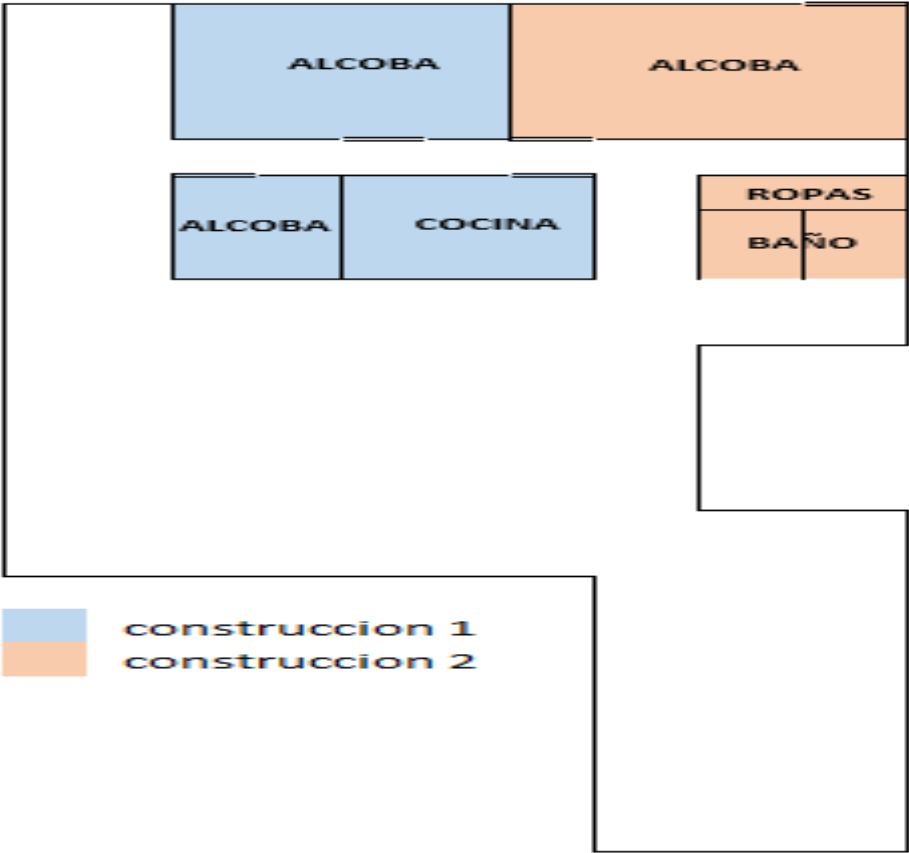 ALCOBA
ALCOBA
ALCOBA
COCINA
ROPAS
BAÑO
construccion 1
construccion 2